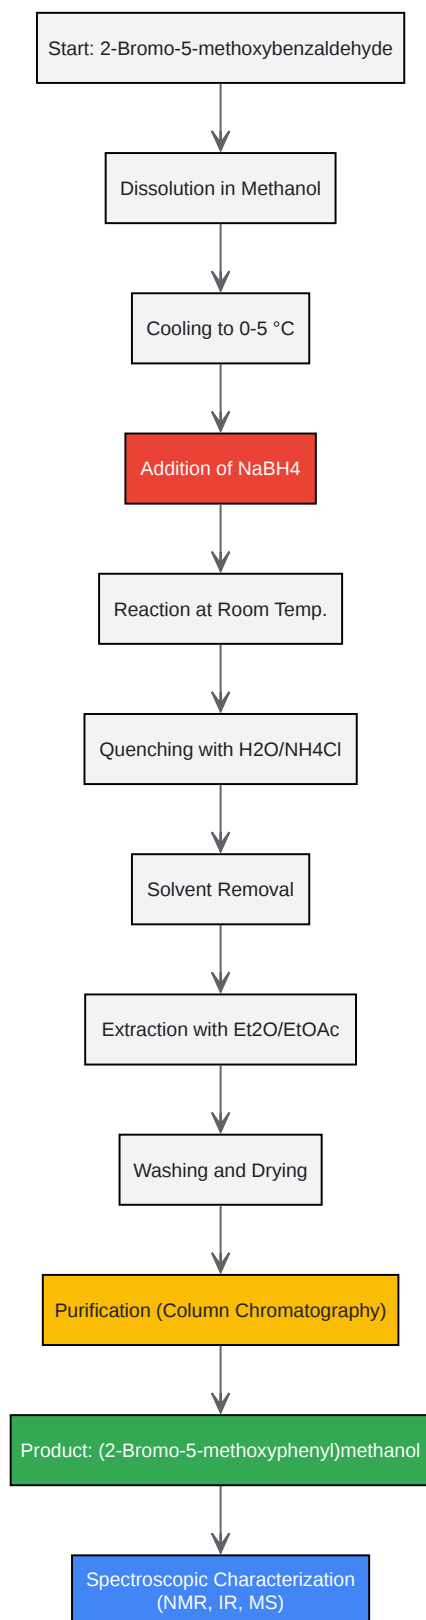 Start: 2-Bromo-5-methoxybenzaldehyde
Dissolution in Methanol
Cooling to 0-5 °C
Addition of NaBH4
Reaction at Room Temp.
Quenching with H2O/NH4Cl
Solvent Removal
Extraction with Et2O/EtOAc
Washing and Drying
Purification (Column Chromatography)
Product: (2-Bromo-5-methoxyphenyl)methanol
Spectroscopic Characterization
(NMR, IR, MS)